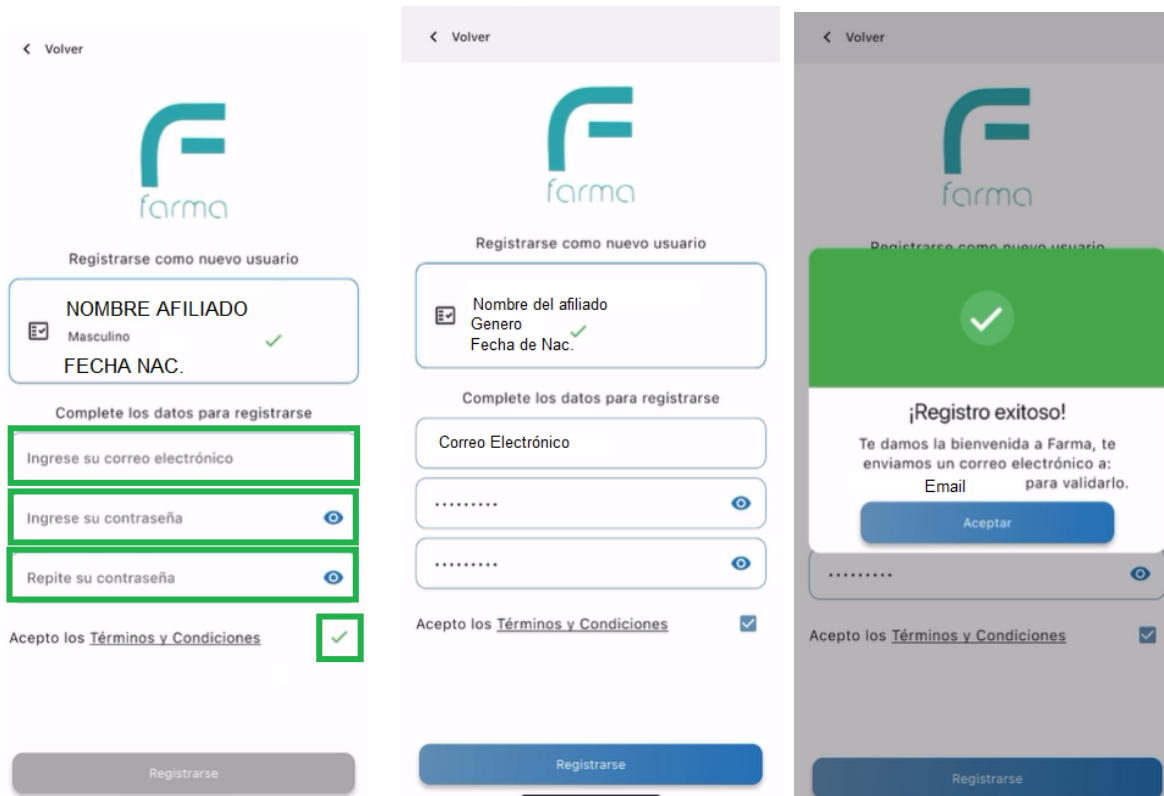 Volver
farma
Registrarse como nuevo usuario
NOMBRE AFILIADO
Masculino
FECHA NAC.
Complete los datos para registrarse
Ingrese su correo electrónico
Ingrese su contraseña
Repite su contraseña
Acepto los Términos y Condiciones
Registrarse
Volver
farma
Registrarse como nuevo usuario
Nombre del afiliado
Genero
Fecha de Nac.
Complete los datos para registrarse
Correo Electrónico
.........
.........
Acepto los Términos y Condiciones
Registrarse
Volver
farma
Registrarse como nuevo usuario
¡Registro exitoso!
Te damos la bienvenida a Farma, te
enviamos un correo electrónico a:
Email para validarlo.
Aceptar
.........
Acepto los Términos y Condiciones
Registrarse